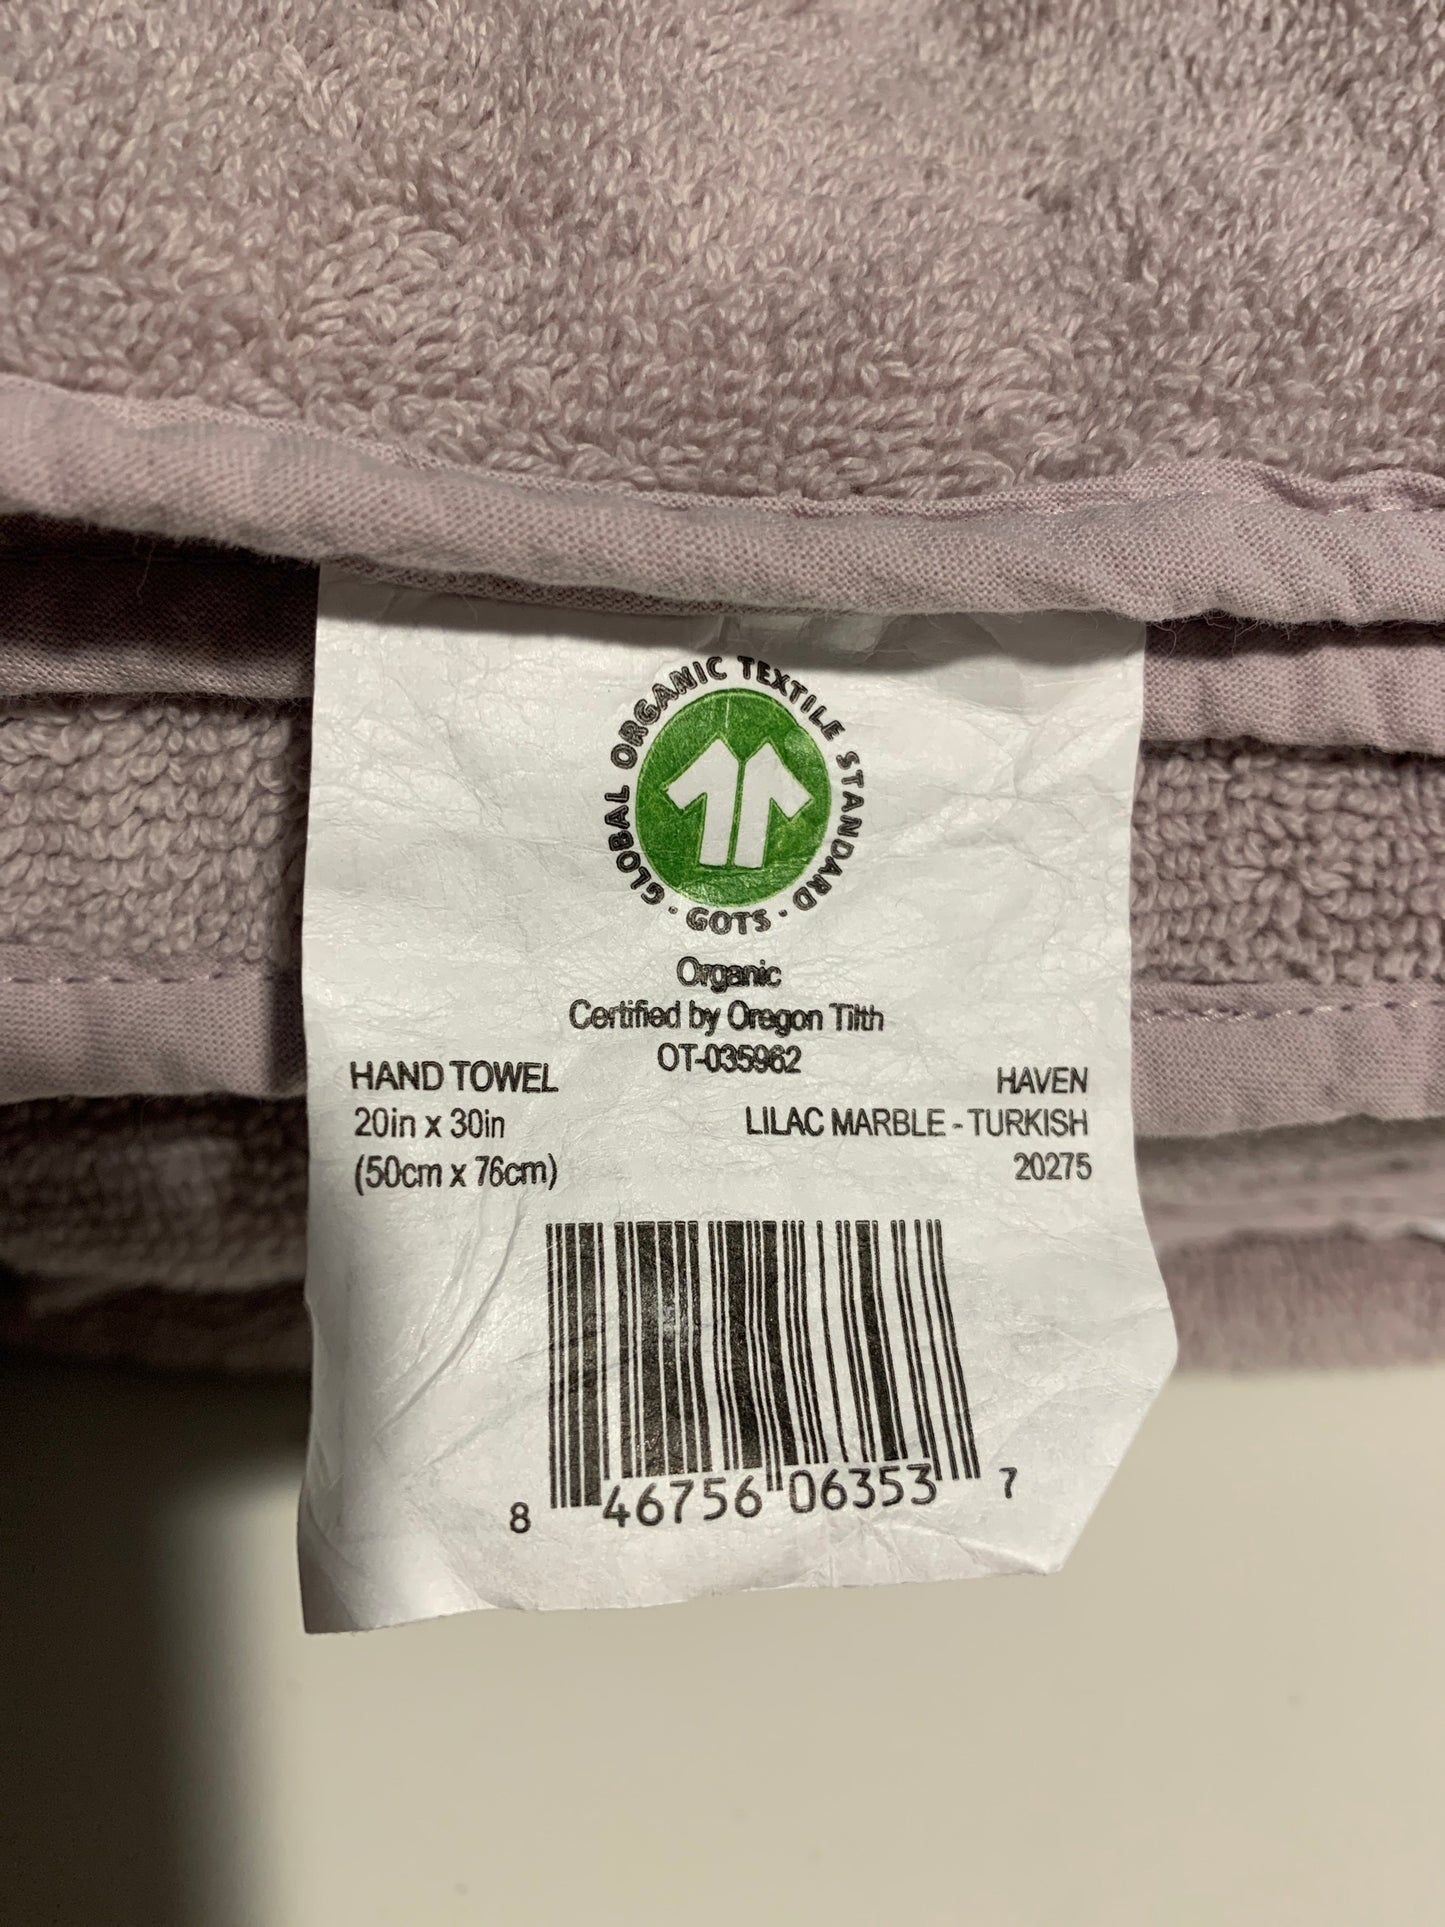 GLOBAL ORGANIC TEXTILE STANDARD · GOTS ·
Organic
Certified by Oregon Tilth
OT-035962
HAND TOWEL
20in x 30in
(50cm x 76cm)
HAVEN
LILAC MARBLE - TURKISH
20275
8 46756 06353 7